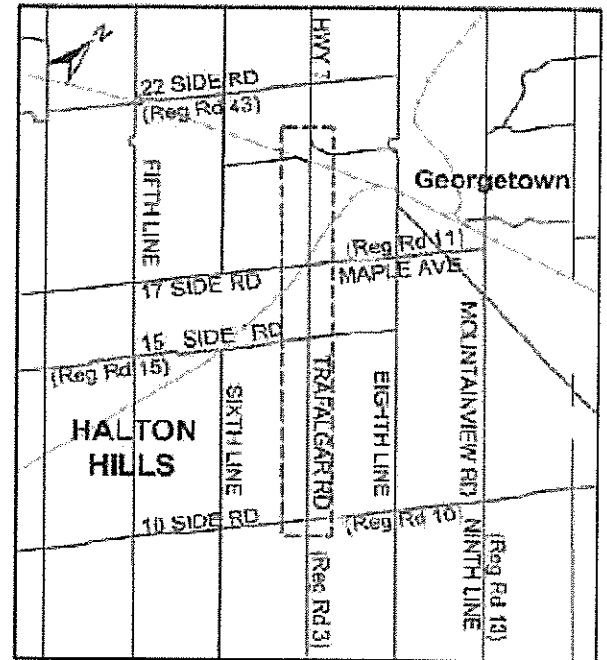 N
HWY 7
22 SIDE RD
(Reg Rd 43)
FIFTH LINE
Georgetown
(Reg Rd 11)
MAPLE AVE
17 SIDE RD
15 SIDE RD
(Reg Rd 15)
HALTON
HILLS
SIXTH LINE
TRAFALGAR RD
EIGHTH LINE
MOUNTAINVIEW RD
10 SIDE RD
(Reg Rd 10)
(Reg Rd 3)
NINTH LINE
(Reg Rd 13)